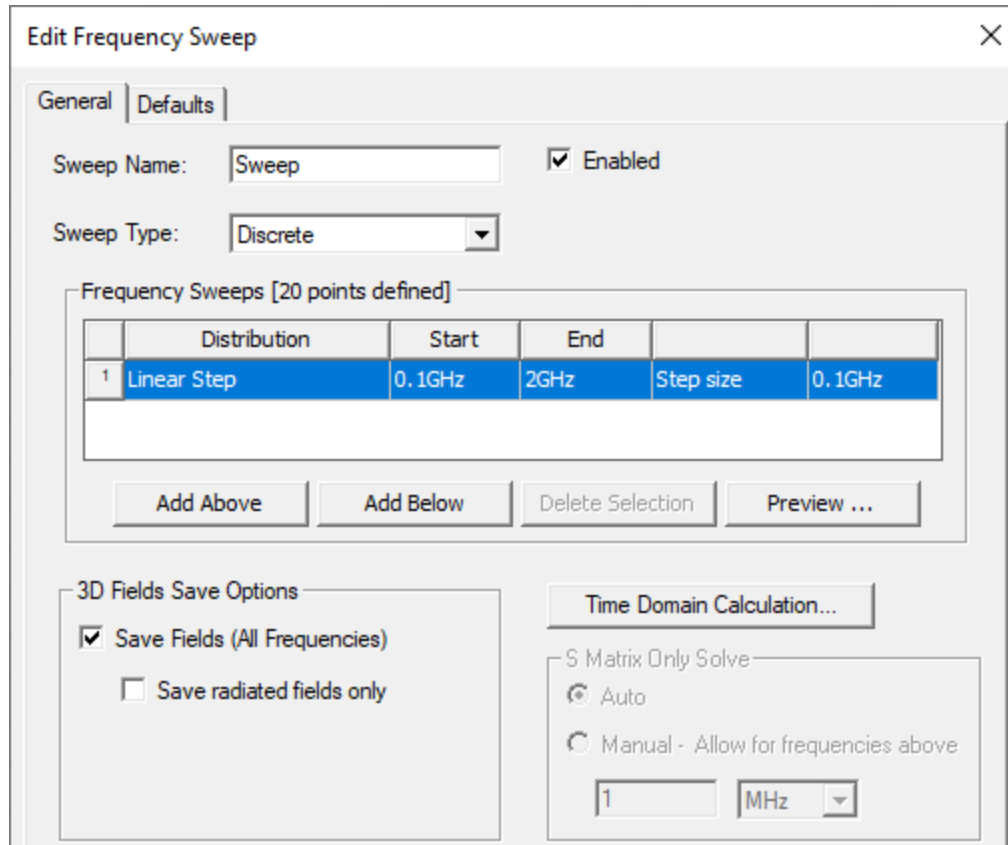 Edit Frequency Sweep
General Defaults
Sweep Name: Sweep Enabled
Sweep Type: Discrete
Frequency Sweeps [20 points defined]
Distribution Start End
1 Linear Step 0.1GHz 2GHz Step size 0.1GHz
Add Above Add Below Delete Selection Preview ...
3D Fields Save Options
Save Fields (All Frequencies)
Save radiated fields only
Time Domain Calculation...
S Matrix Only Solve
Auto
Manual - Allow for frequencies above
1 MHz